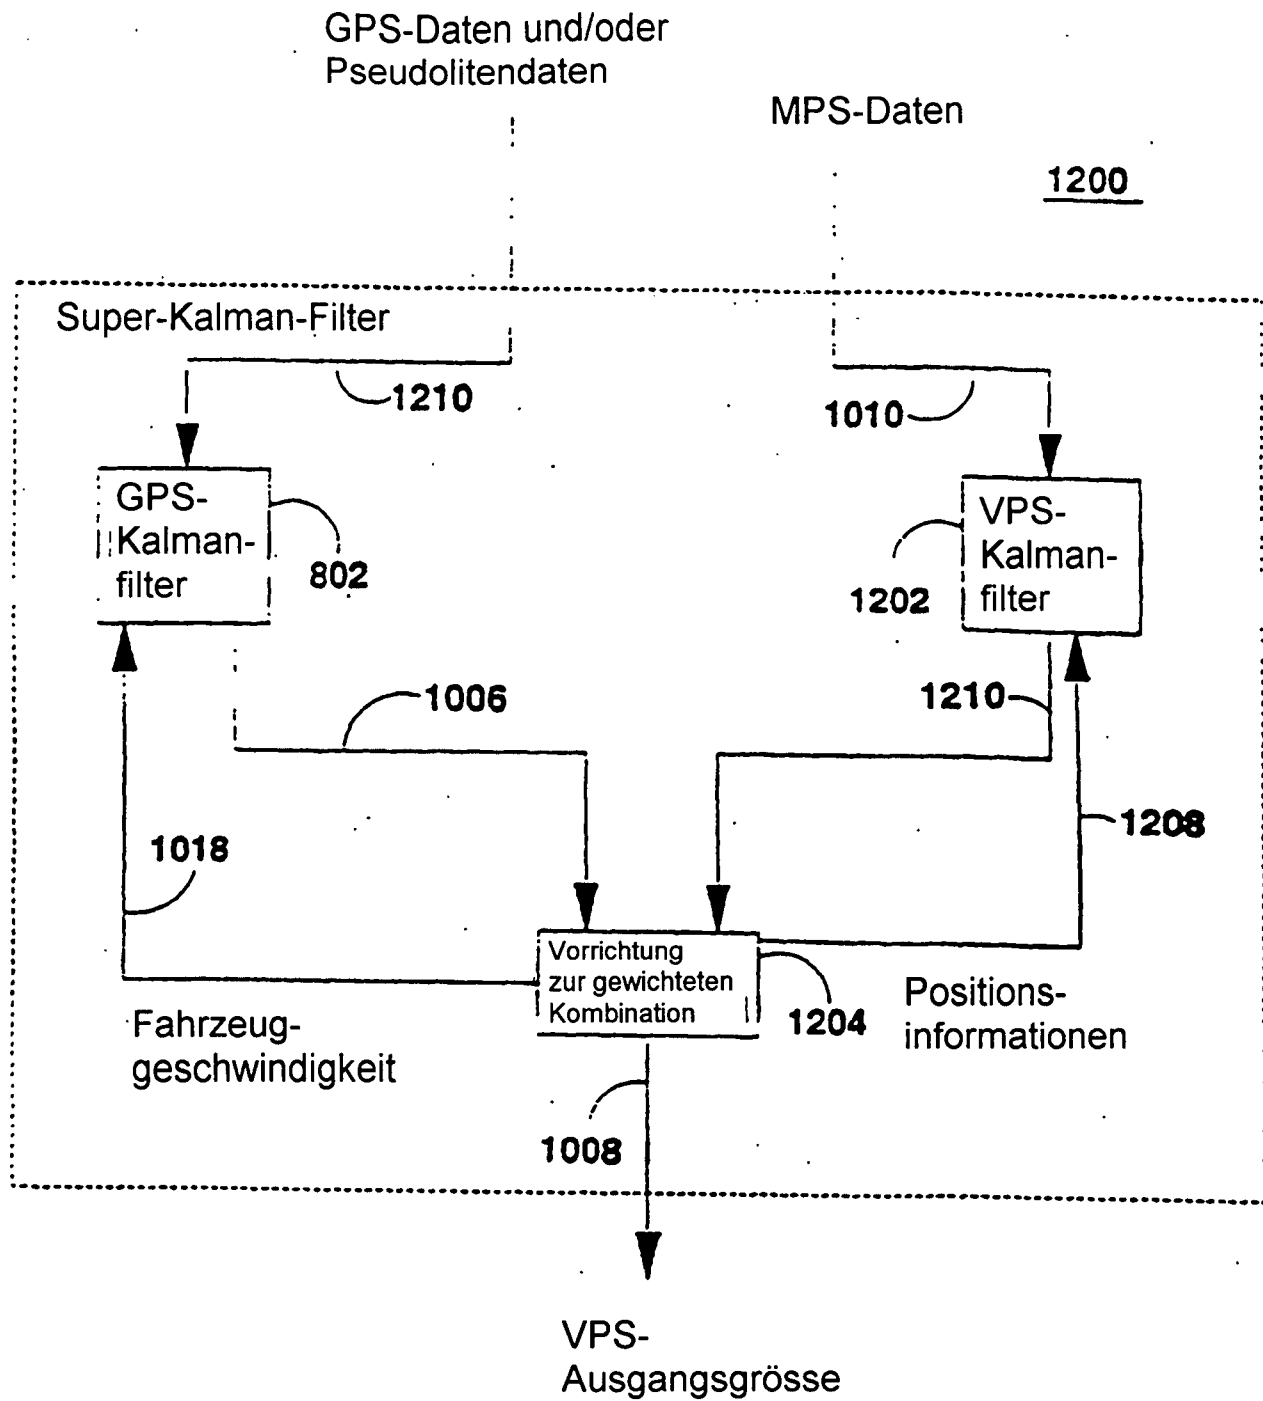 GPS-Daten und/oder
Pseudolitendaten
MPS-Daten
1200
Super-Kalman-Filter
1210
1010
GPS-
Kalman-
filter
802
VPS-
Kalman-
filter
1202
1006
1210
1018
1208
Vorrichtung
zur gewichteten
Kombination
1204
Positions-
informationen
Fahrzeug-
geschwindigkeit
1008
VPS-
Ausgangsgrösse